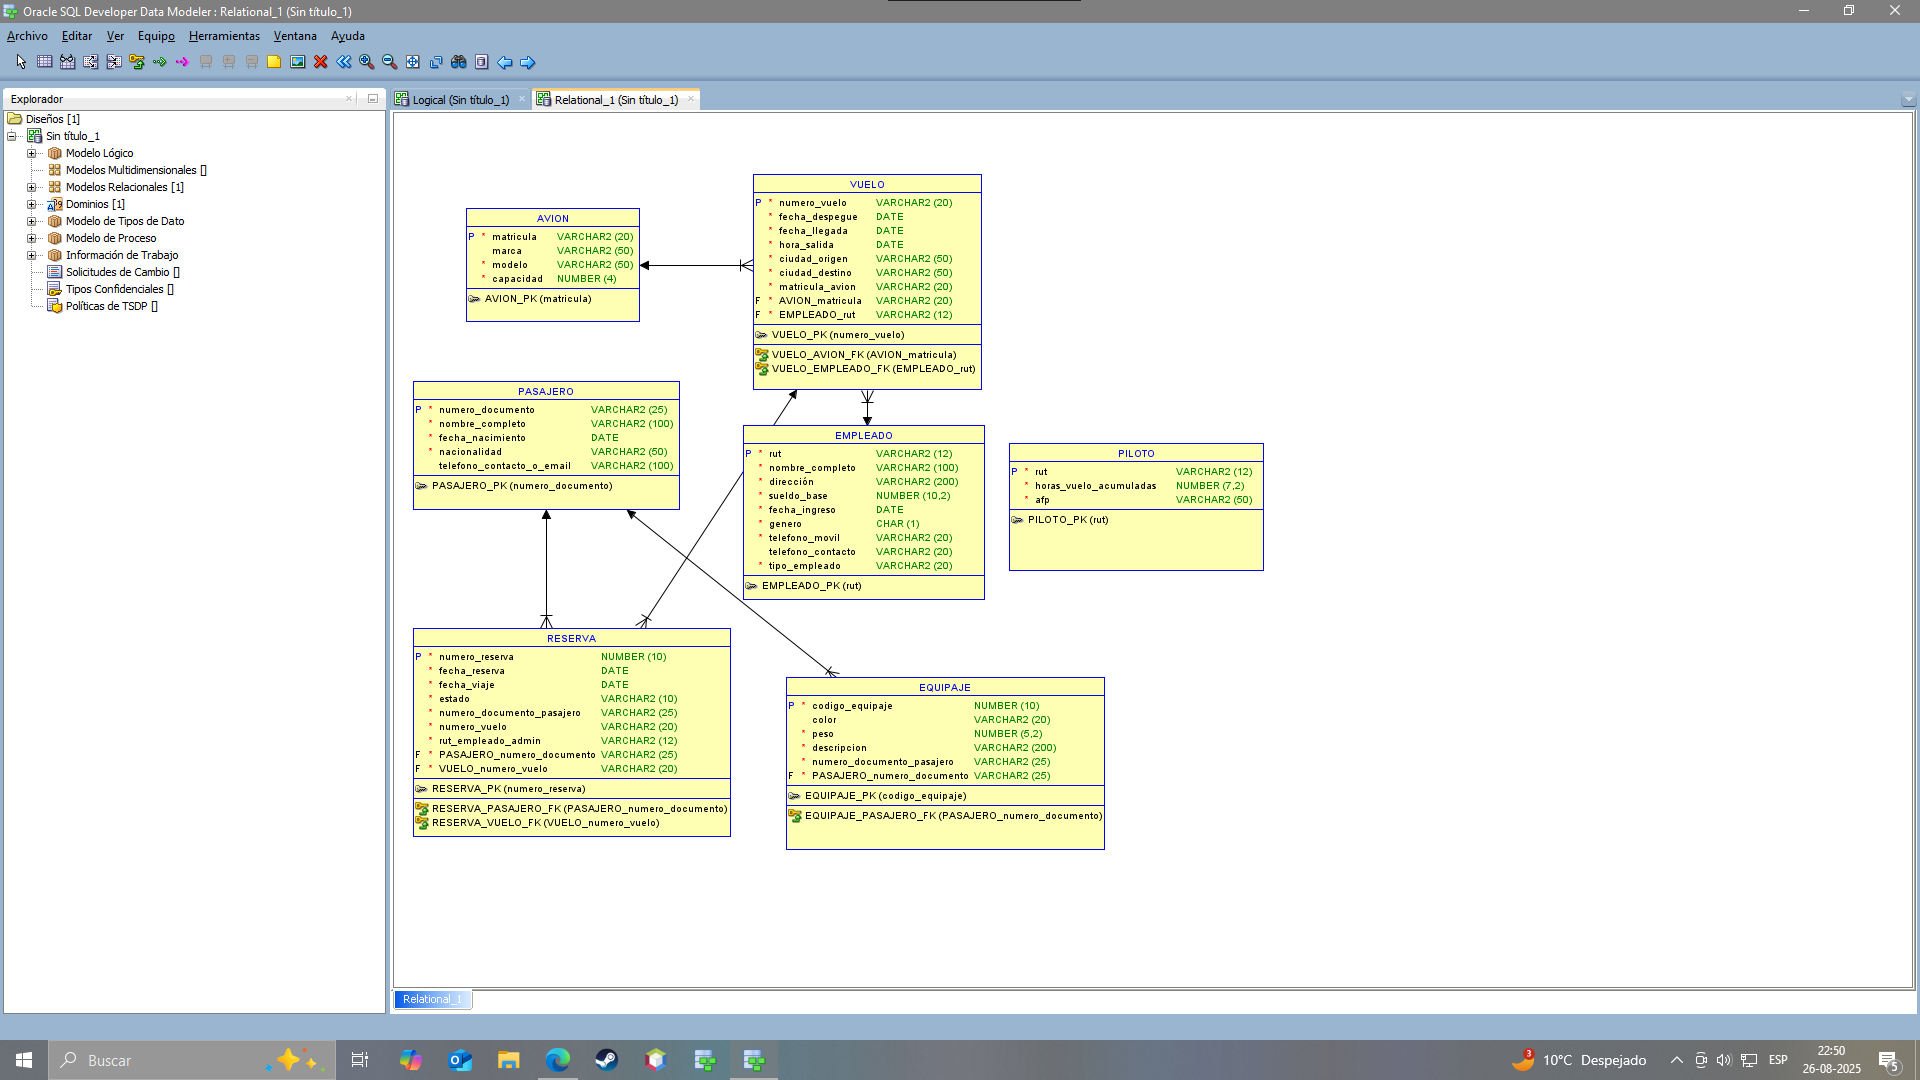 Oracle SQL Developer Data Modeler : Relational_1 (Sin título_1)
Archivo Editar Ver Equipo Herramientas Ventana Ayuda
Explorador
Diseños [1]
Sin título_1
Modelo Lógico
Modelos Multidimensionales []
Modelos Relacionales [1]
Dominios [1]
Modelo de Tipos de Dato
Modelo de Proceso
Información de Trabajo
Solicitudes de Cambio []
Tipos Confidenciales []
Políticas de TSDP []
Logical (Sin título_1) Relational_1 (Sin título_1)
AVION
P * matricula VARCHAR2 (20)
marca VARCHAR2 (50)
* modelo VARCHAR2 (50)
* capacidad NUMBER (4)
AVION_PK (matricula)
VUELO
P * numero_vuelo VARCHAR2 (20)
* fecha_despegue DATE
* fecha_llegada DATE
* hora_salida DATE
* ciudad_origen VARCHAR2 (50)
* ciudad_destino VARCHAR2 (50)
* matricula_avion VARCHAR2 (20)
F * AVION_matricula VARCHAR2 (20)
F * EMPLEADO_rut VARCHAR2 (12)
VUELO_PK (numero_vuelo)
VUELO_AVION_FK (AVION_matricula)
VUELO_EMPLEADO_FK (EMPLEADO_rut)
PASAJERO
P * numero_documento VARCHAR2 (25)
* nombre_completo VARCHAR2 (100)
* fecha_nacimiento DATE
* nacionalidad VARCHAR2 (50)
telefono_contacto_o_email VARCHAR2 (100)
PASAJERO_PK (numero_documento)
EMPLEADO
P * rut VARCHAR2 (12)
* nombre_completo VARCHAR2 (100)
* dirección VARCHAR2 (200)
* sueldo_base NUMBER (10,2)
* fecha_ingreso DATE
* genero CHAR (1)
* telefono_movil VARCHAR2 (20)
telefono_contacto VARCHAR2 (20)
* tipo_empleado VARCHAR2 (20)
EMPLEADO_PK (rut)
PILOTO
P * rut VARCHAR2 (12)
* horas_vuelo_acumuladas NUMBER (7,2)
* afp VARCHAR2 (50)
PILOTO_PK (rut)
RESERVA
P * numero_reserva NUMBER (10)
* fecha_reserva DATE
* fecha_viaje DATE
* estado VARCHAR2 (10)
* numero_documento_pasajero VARCHAR2 (25)
* numero_vuelo VARCHAR2 (20)
* rut_empleado_admin VARCHAR2 (12)
F * PASAJERO_numero_documento VARCHAR2 (25)
F * VUELO_numero_vuelo VARCHAR2 (20)
RESERVA_PK (numero_reserva)
RESERVA_PASAJERO_FK (PASAJERO_numero_documento)
RESERVA_VUELO_FK (VUELO_numero_vuelo)
EQUIPAJE
P * codigo_equipaje NUMBER (10)
color VARCHAR2 (20)
* peso NUMBER (5,2)
* descripcion VARCHAR2 (200)
* numero_documento_pasajero VARCHAR2 (25)
F * PASAJERO_numero_documento VARCHAR2 (25)
EQUIPAJE_PK (codigo_equipaje)
EQUIPAJE_PASAJERO_FK (PASAJERO_numero_documento)
Relational_1
Buscar
3
10°C Despejado
ESP
22:50
26-08-2025
5